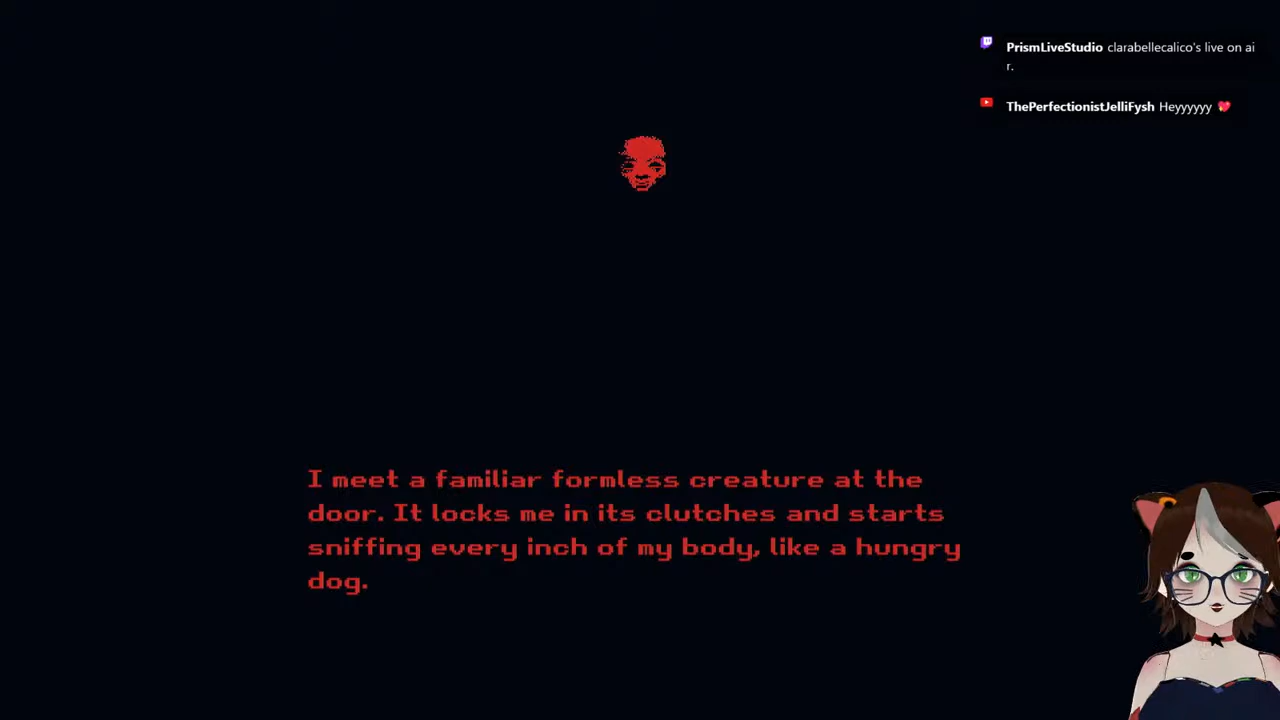 PrismLiveStudio clarabellecalico's live on ai
r.
ThePerfectionistJelliFysh Heyyyyyy 💖
I meet a familiar formless creature at the
door. It locks me in its clutches and starts
sniffing every inch of my body, like a hungry
dog.